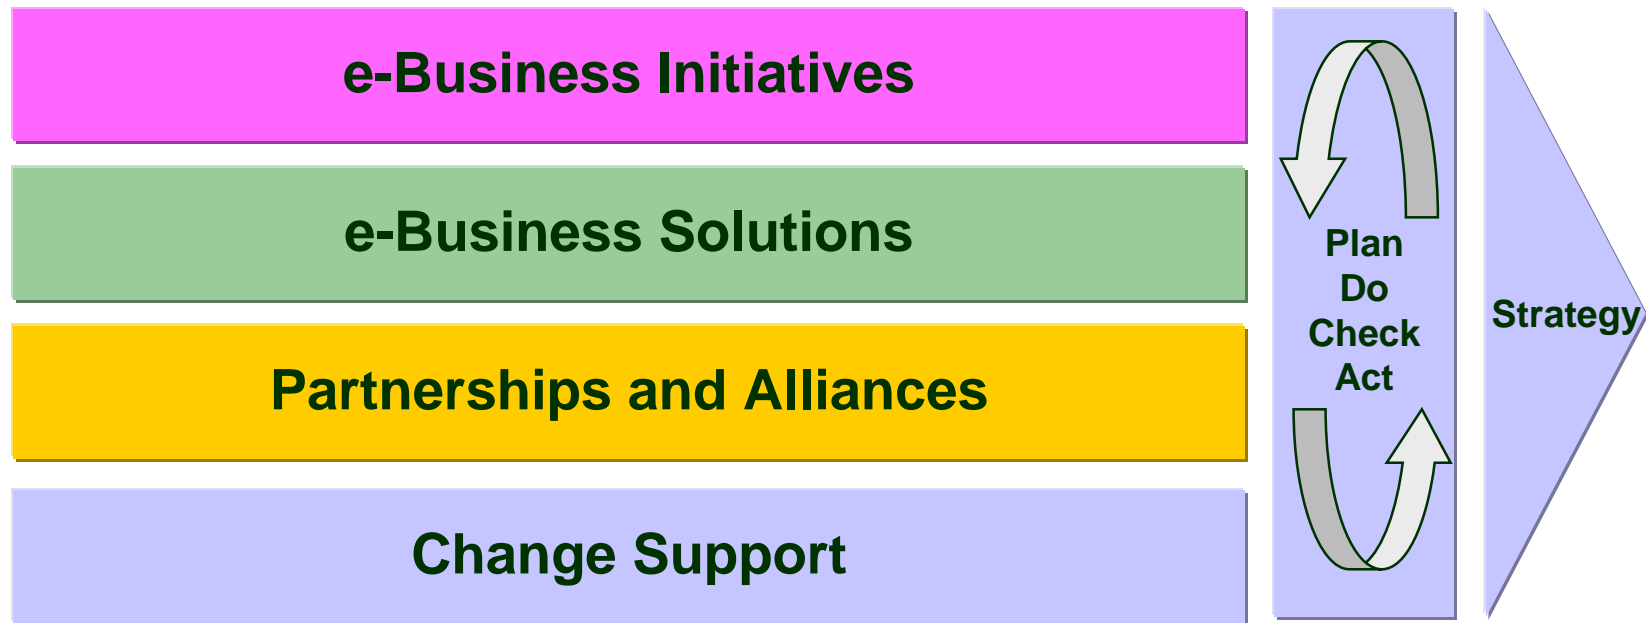 e-Business Initiatives
e-Business Solutions
Partnerships and Alliances
Change Support
Plan
Do
Check
Act
Strategy